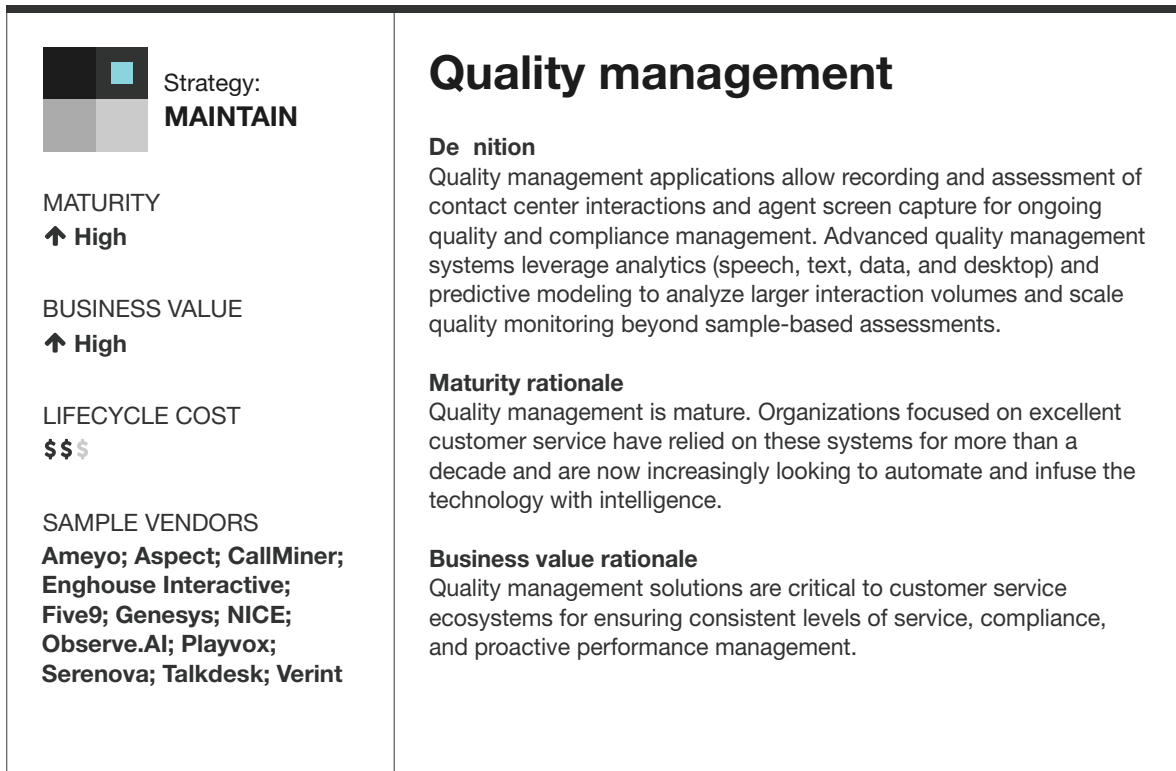 Strategy:
MAINTAIN
MATURITY
↑ High
BUSINESS VALUE
↑ High
LIFECYCLE COST
$$$
SAMPLE VENDORS
Ameyo; Aspect; CallMiner;
Enghouse Interactive;
Five9; Genesys; NICE;
Observe.AI; Playvox;
Serenova; Talkdesk; Verint
Quality management
De nition
Quality management applications allow recording and assessment of
contact center interactions and agent screen capture for ongoing
quality and compliance management. Advanced quality management
systems leverage analytics (speech, text, data, and desktop) and
predictive modeling to analyze larger interaction volumes and scale
quality monitoring beyond sample-based assessments.
Maturity rationale
Quality management is mature. Organizations focused on excellent
customer service have relied on these systems for more than a
decade and are now increasingly looking to automate and infuse the
technology with intelligence.
Business value rationale
Quality management solutions are critical to customer service
ecosystems for ensuring consistent levels of service, compliance,
and proactive performance management.